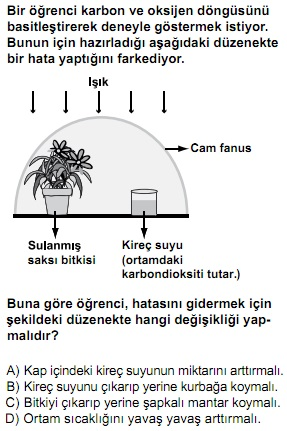 Bir öğrenci karbon ve oksijen döngüsünü
basitleştirerek deneyle göstermek istiyor.
Bunun için hazırladığı aşağıdaki düzenekte
bir hata yaptığını farkediyor.
Işık
Cam fanus
Sulanmış
saksı bitkisi
Kireç suyu
(ortamdaki
karbondioksiti tutar.)
Buna göre öğrenci, hatasını gidermek için
şekildeki düzenekte hangi değişikliği yap-
malıdır?
A) Kap içindeki kireç suyunun miktarını arttırmalı.
B) Kireç suyunu çıkarıp yerine kurbağa koymalı.
C) Bitkiyi çıkarıp yerine şapkalı mantar koymalı.
D) Ortam sıcaklığını yavaş yavaş arttırmalı.